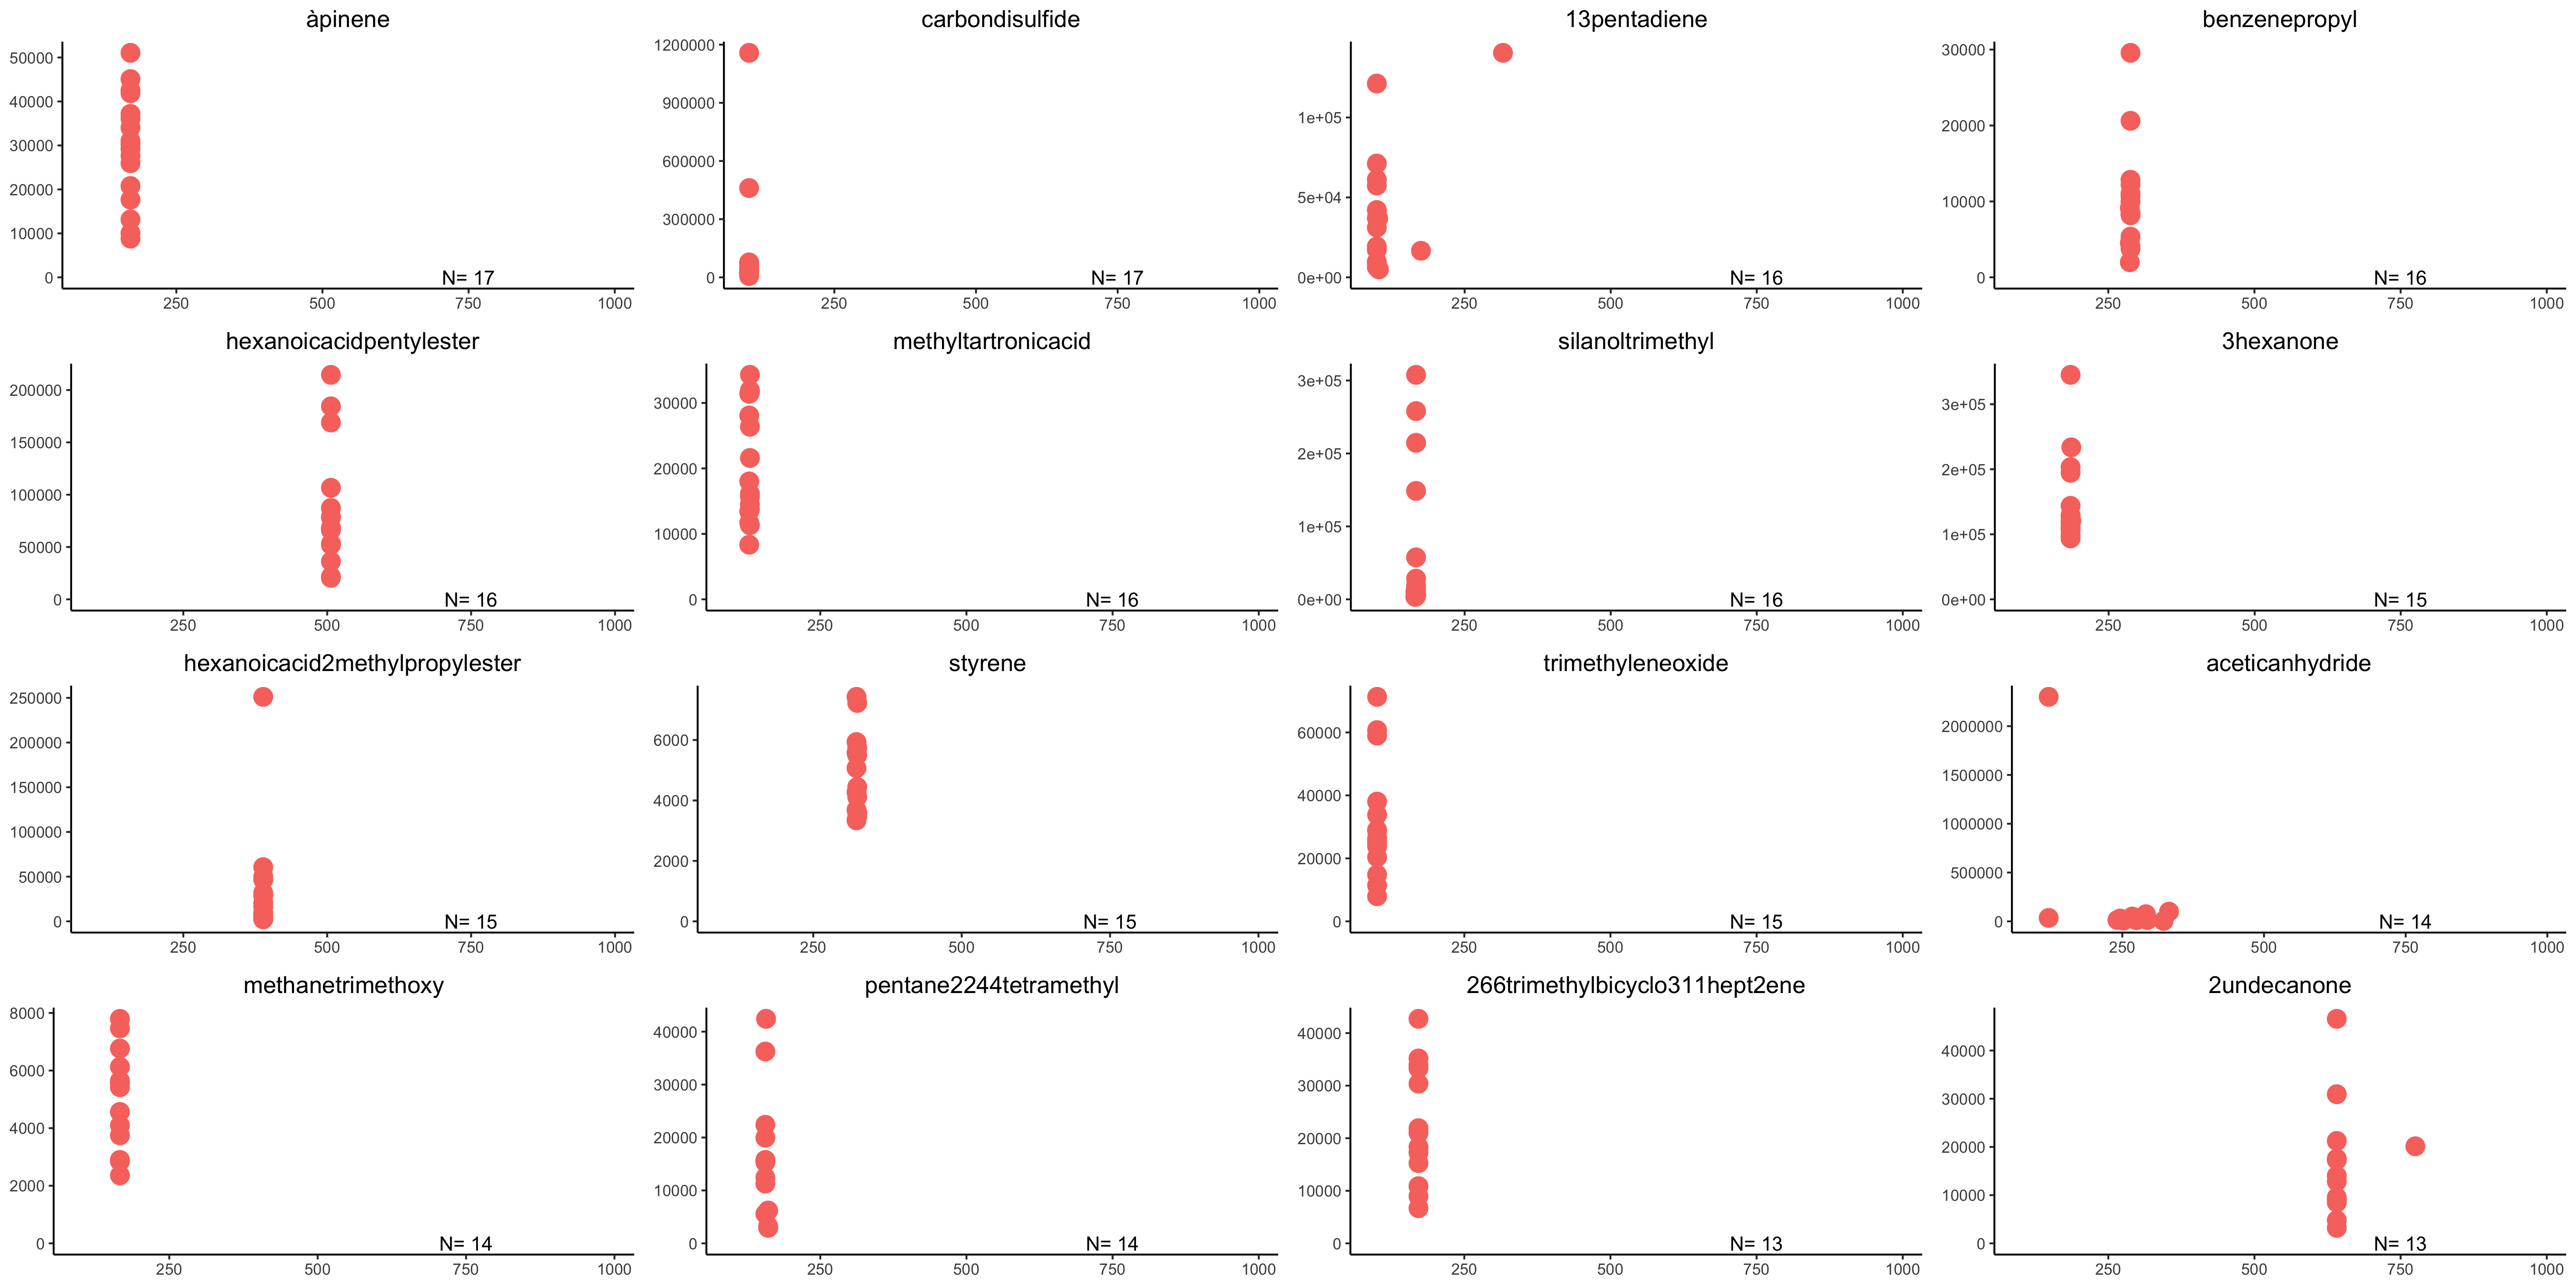 àpinene
50000
40000
30000
20000
10000
0
N= 17
250 500 750 1000
carbondisulfide
1200000
900000
600000
300000
0
N= 17
250 500 750 1000
13pentadiene
1e+05
5e+04
0e+00
N= 16
250 500 750 1000
benzenepropyl
30000
20000
10000
0
N= 16
250 500 750 1000
hexanoicacidpentylester
200000
150000
100000
50000
0
N= 16
250 500 750 1000
methyltartronicacid
30000
20000
10000
0
N= 16
250 500 750 1000
silanoltrimethyl
3e+05
2e+05
1e+05
0e+00
N= 16
250 500 750 1000
3hexanone
3e+05
2e+05
1e+05
0e+00
N= 15
250 500 750 1000
hexanoicacid2methylpropylester
250000
200000
150000
100000
50000
0
N= 15
250 500 750 1000
styrene
6000
4000
2000
0
N= 15
250 500 750 1000
trimethyleneoxide
60000
40000
20000
0
N= 15
250 500 750 1000
aceticanhydride
2000000
1500000
1000000
500000
0
N= 14
250 500 750 1000
methanetrimethoxy
8000
6000
4000
2000
0
N= 14
250 500 750 1000
pentane2244tetramethyl
40000
30000
20000
10000
0
N= 14
250 500 750 1000
266trimethylbicyclo311hept2ene
40000
30000
20000
10000
0
N= 13
250 500 750 1000
2undecanone
40000
30000
20000
10000
0
N= 13
250 500 750 1000